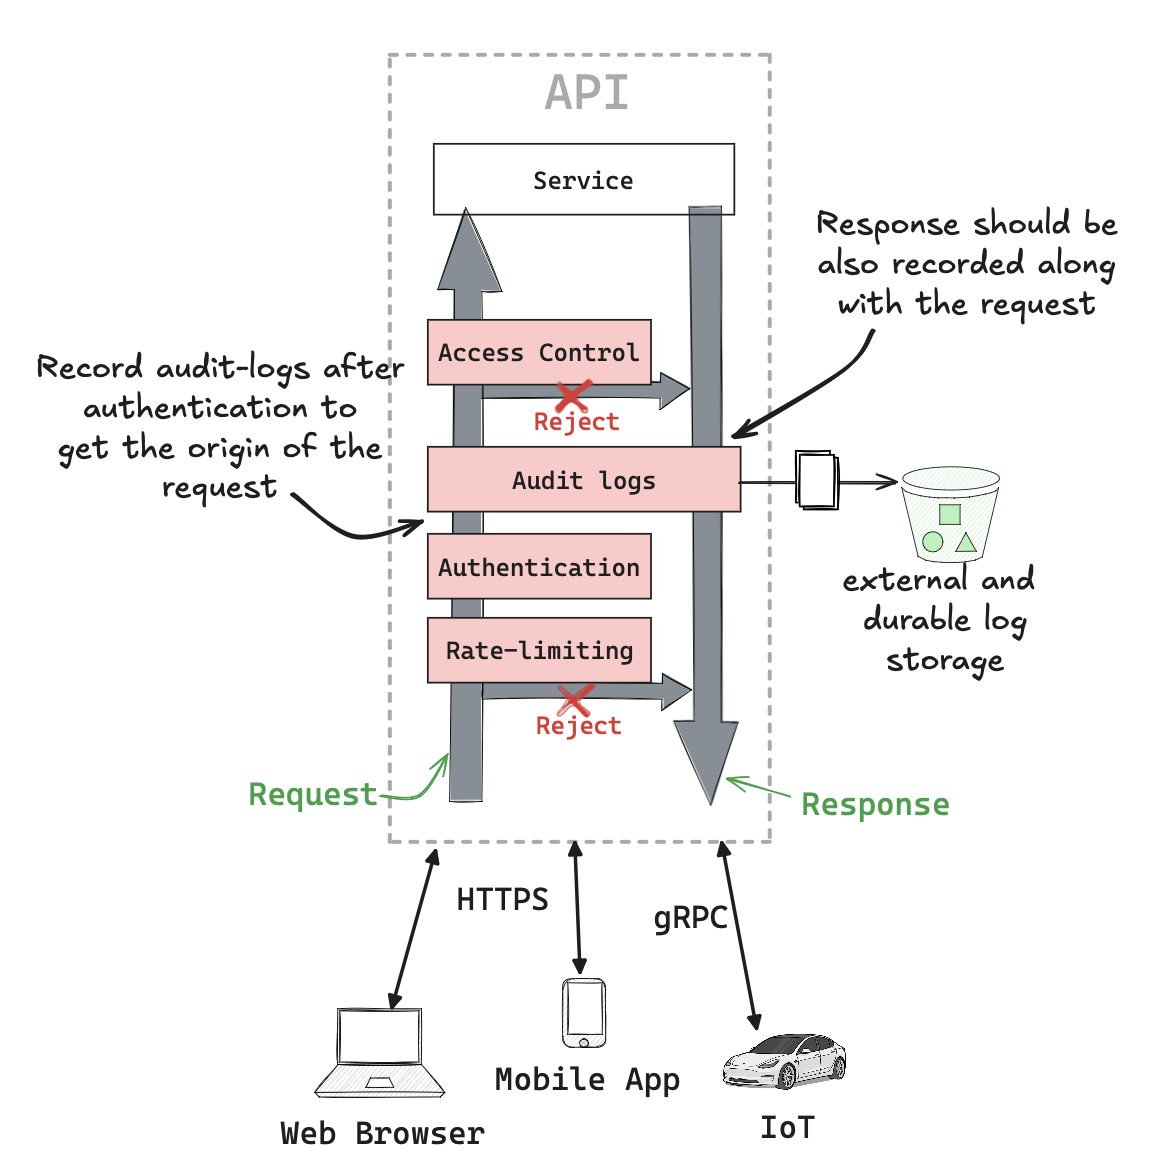 API
Service
Response should be
also recorded along
with the request
Access Control
Reject
Record audit-logs after
authentication to
get the origin of the
request
Audit logs
Authentication
external and
durable log
storage
Rate-limiting
Reject
Request
Response
HTTPS
gRPC
Mobile App
IoT
Web Browser